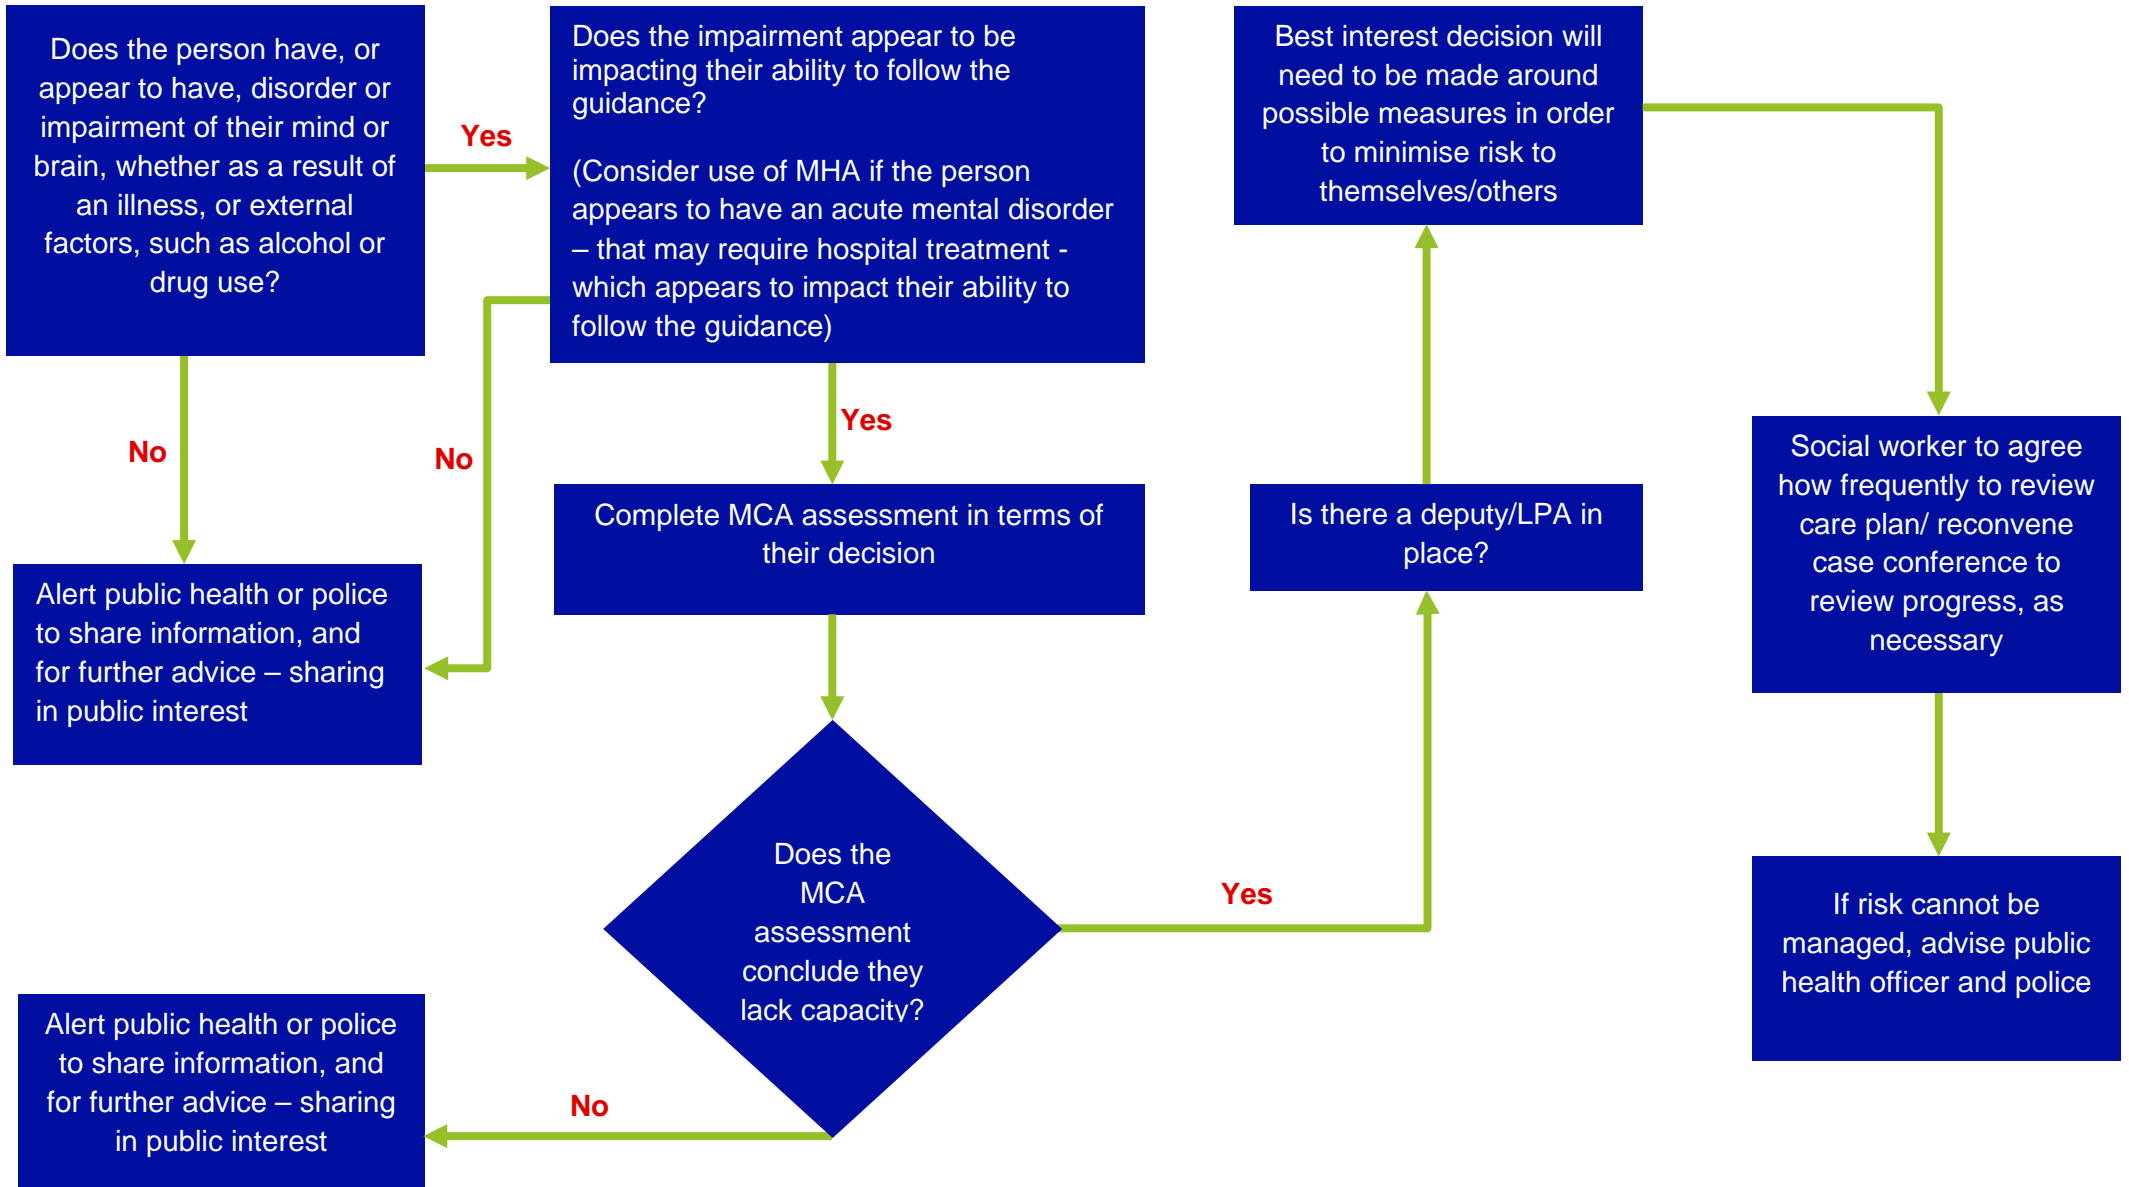 Does the person have, or
appear to have, disorder or
impairment of their mind or
brain, whether as a result of
an illness, or external
factors, such as alcohol or
drug use?
Yes
No
Does the impairment appear to be
impacting their ability to follow the
guidance?
(Consider use of MHA if the person
appears to have an acute mental disorder
– that may require hospital treatment -
which appears to impact their ability to
follow the guidance)
No
Yes
Alert public health or police
to share information, and
for further advice – sharing
in public interest
Complete MCA assessment in terms of
their decision
Does the
MCA
assessment
conclude they
lack capacity?
No
Yes
Alert public health or police
to share information, and
for further advice – sharing
in public interest
Is there a deputy/LPA in
place?
Best interest decision will
need to be made around
possible measures in order
to minimise risk to
themselves/others
Social worker to agree
how frequently to review
care plan/ reconvene
case conference to
review progress, as
necessary
If risk cannot be
managed, advise public
health officer and police